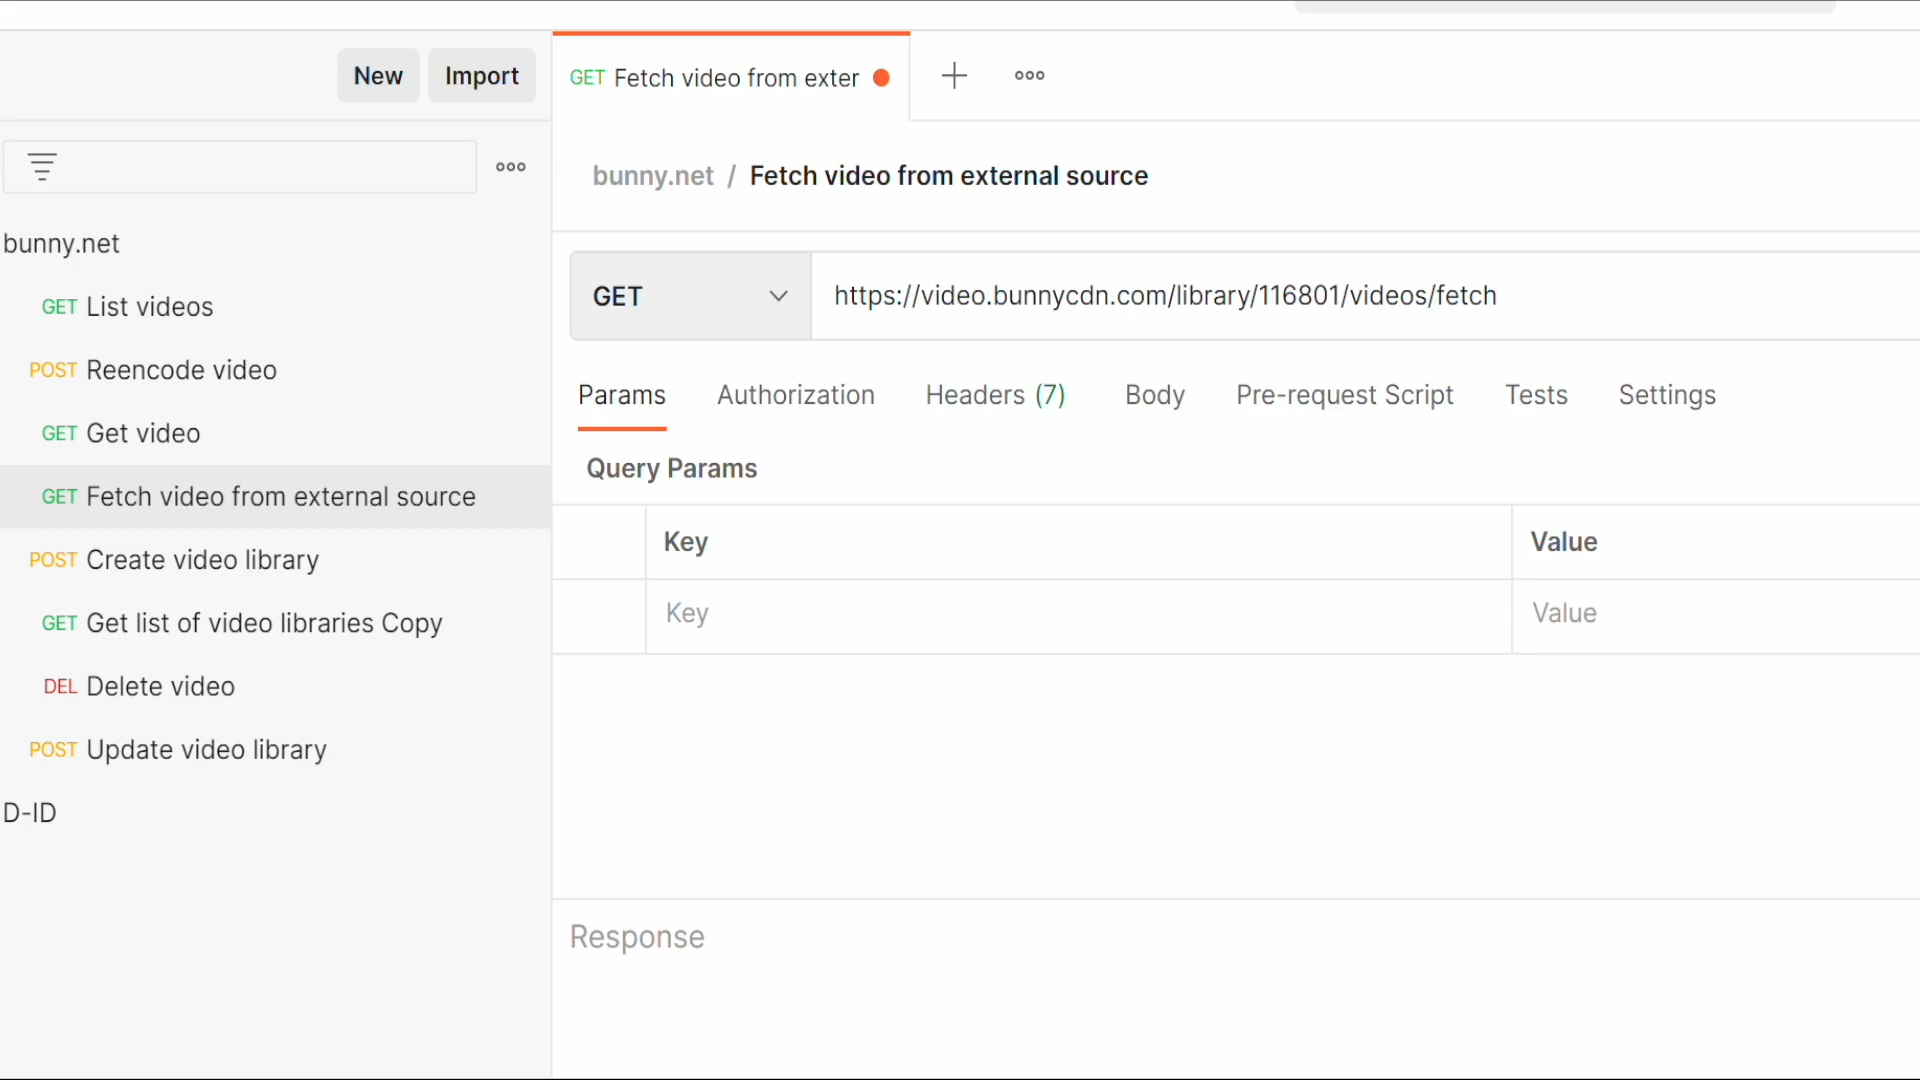 New Import
GET Fetch video from exter
bunny.net / Fetch video from external source
bunny.net
GET List videos
POST Reencode video
GET Get video
GET Fetch video from external source
POST Create video library
GET Get list of video libraries Copy
DEL Delete video
POST Update video library
D-ID
GET https://video.bunnycdn.com/library/116801/videos/fetch
Params Authorization Headers (7) Body Pre-request Script Tests Settings
Query Params
Key Value
Key Value
Response